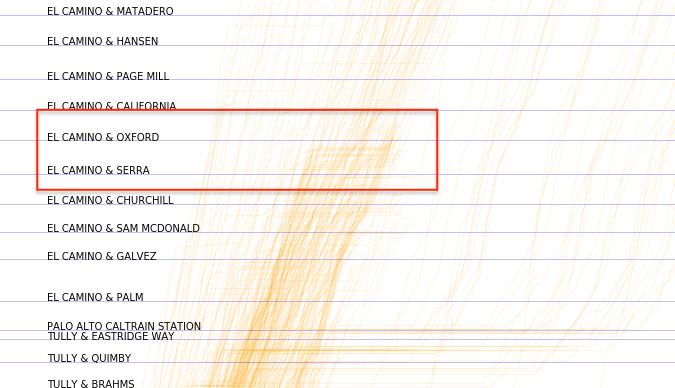 EL CAMINO & MATADERO
EL CAMINO & HANSEN
EL CAMINO & PAGE MILL
EL CAMINO & CALIFORNIA
EL CAMINO & OXFORD
EL CAMINO & SERRA
EL CAMINO & CHURCHILL
EL CAMINO & SAM MCDONALD
EL CAMINO & GALVEZ
EL CAMINO & PALM
PALO ALTO CALTRAIN STATION
TULLY & EASTRIDGE WAY
TULLY & QUIMBY
TULLY & BRAHMS